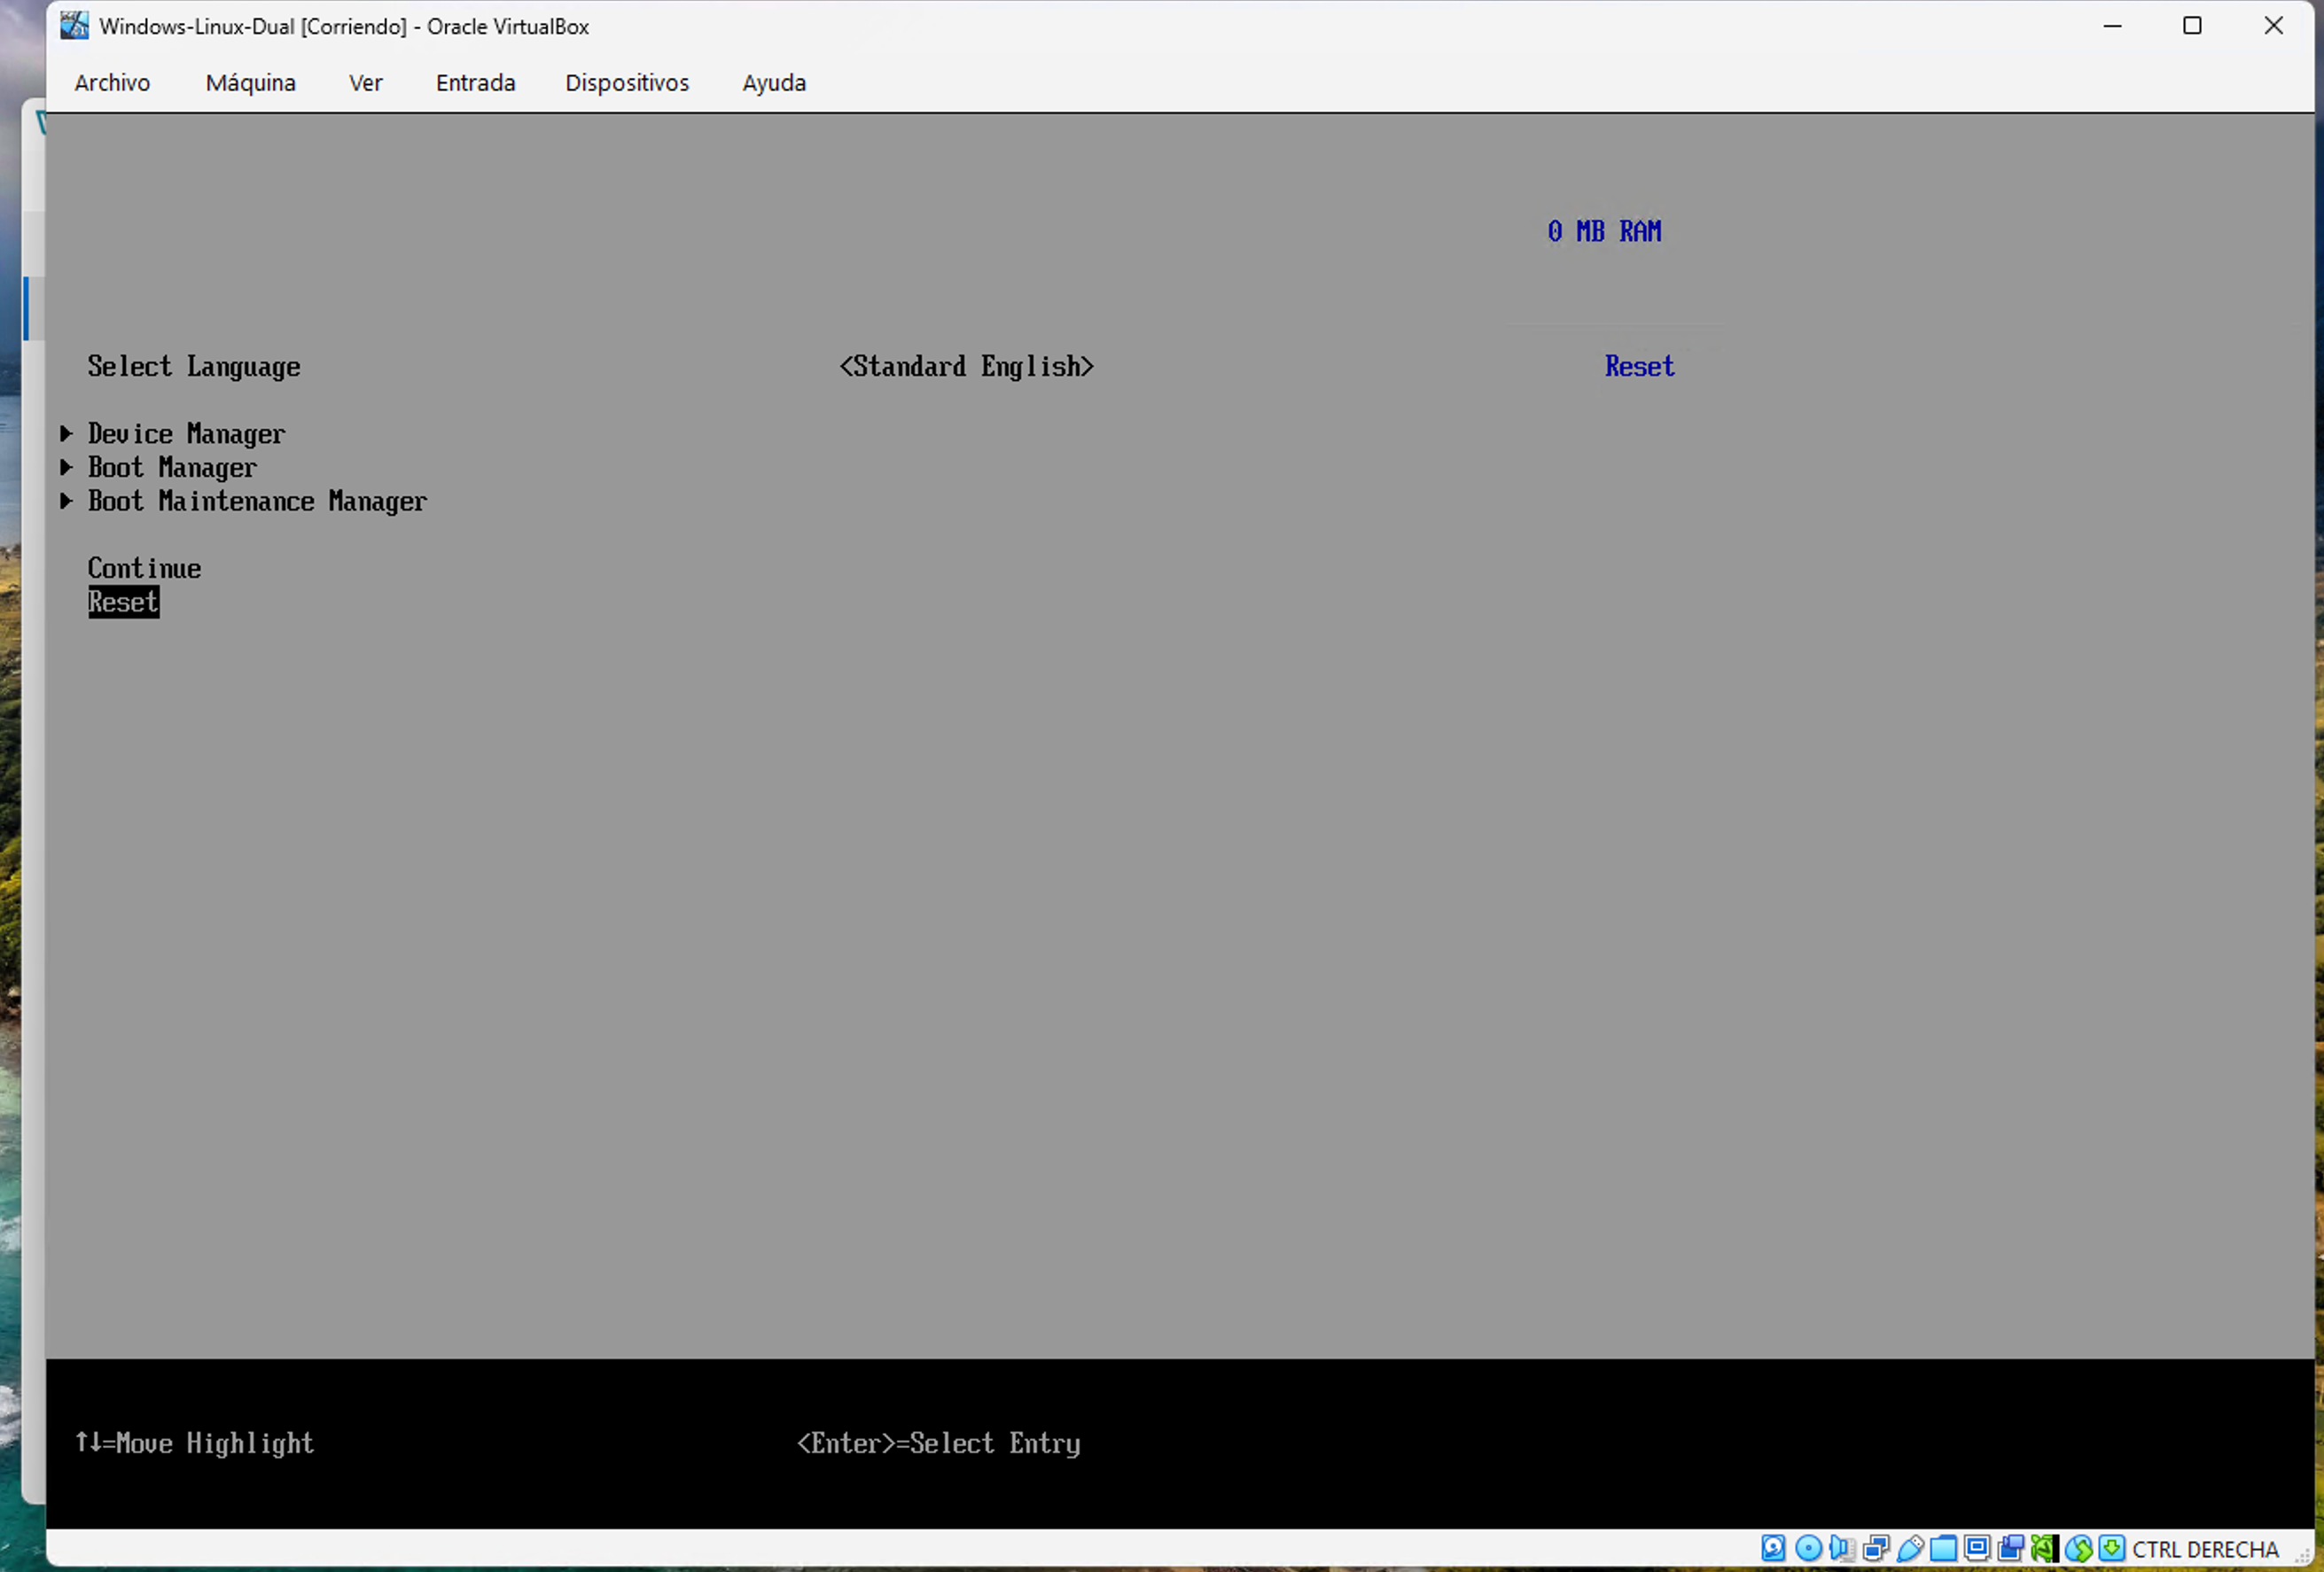 Windows-Linux-Dual [Corriendo] - Oracle VirtualBox
Archivo Máquina Ver Entrada Dispositivos Ayuda
0 MB RAM
Select Language <Standard English> Reset
Device Manager
Boot Manager
Boot Maintenance Manager
Continue
Reset
↑↓=Move Highlight <Enter>=Select Entry
CTRL DERECHA